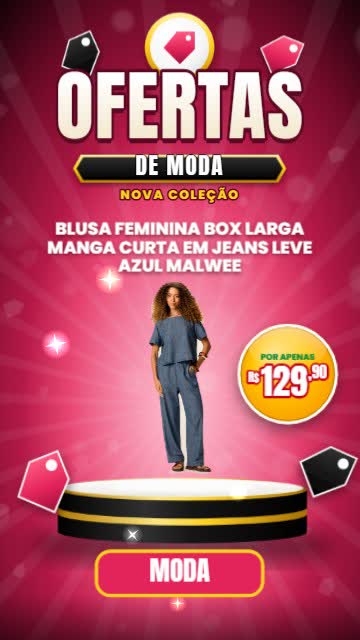 OFERTAS
DE MODA
NOVA COLEÇÃO
BLUSA FEMININA BOX LARGA
MANGA CURTA EM JEANS LEVE
AZUL MALWEE
POR APENAS
R$129,90
MODA